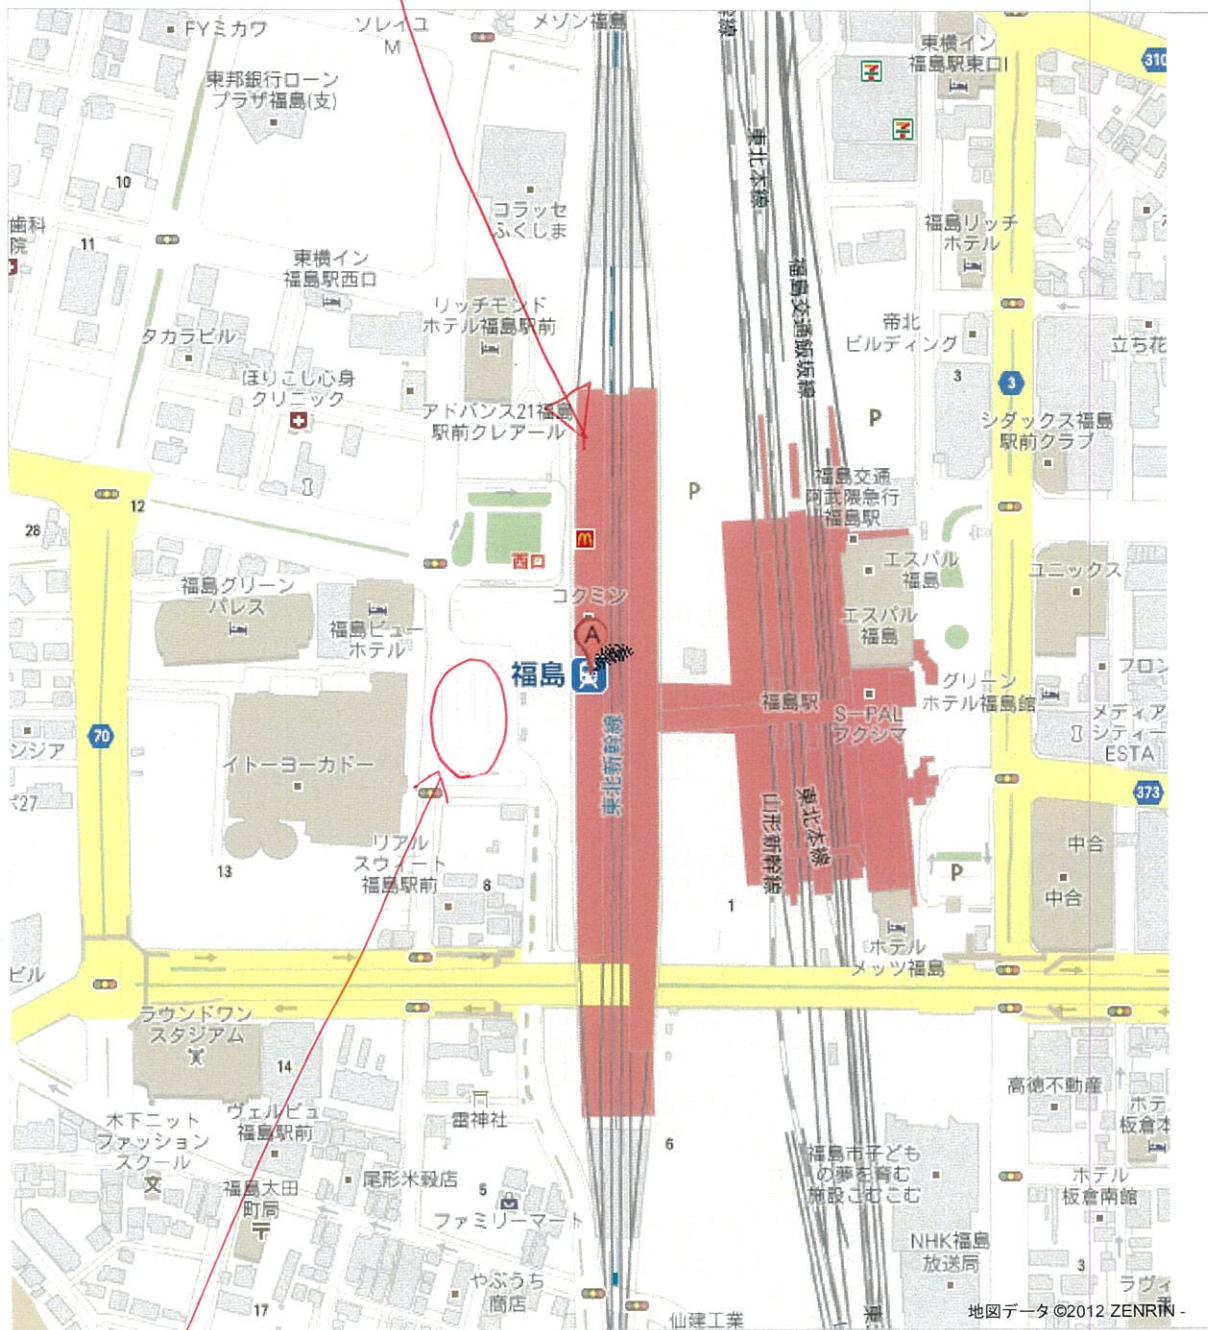 FYミカワ
ソレイユ
M
メゾン福島
東横イン
福島駅東口I
310
東邦銀行ローン
プラザ福島(支)
10
東北本線
コラッセ
ふくしま
歯科
院
11
福島リッチ
ホテル
東横イン
福島駅西口
福島交通飯坂線
リッチモンド
ホテル福島駅前
タカラビル
帝北
ビルディング
立ち花
3
3
ほりこし心身
クリニック
アドバンス21福島
駅前クレアール
P
シダックス福島
駅前クラブ
P
福島交通
阿武隈急行
福島駅
12
28
西口
エスパル
福島
ユニックス
福島グリーン
パレス
コクミン
福島ビュー
ホテル
エスパル
福島
A
福島
福島駅
S-PAL
フクシマ
グリーン
ホテル福島館
フロン
メディア
シティー
ESTA
70
ンジア
イトーヨーカドー
東北新幹線
373
27
山形新幹線
東北本線
リアル
スウィート
福島駅前
13
8
1
P
中合
中合
ビル
ホテル
メッツ福島
ラウンドワン
スタジアム
14
高徳不動産
木下ニット
ファッション
スクール
文
ヴェルビュ
福島駅前
雷神社
6
ホテ
板倉本
福島市子ども
の夢を育む
施設こむこむ
尾形米穀店
福島太田
町局
5
ファミリーマート
ホテル
板倉南館
NHK福島
放送局
3
やぶうち
商店
17
仙建工業
ラヴィ
地図データ ©2012 ZENRIN -